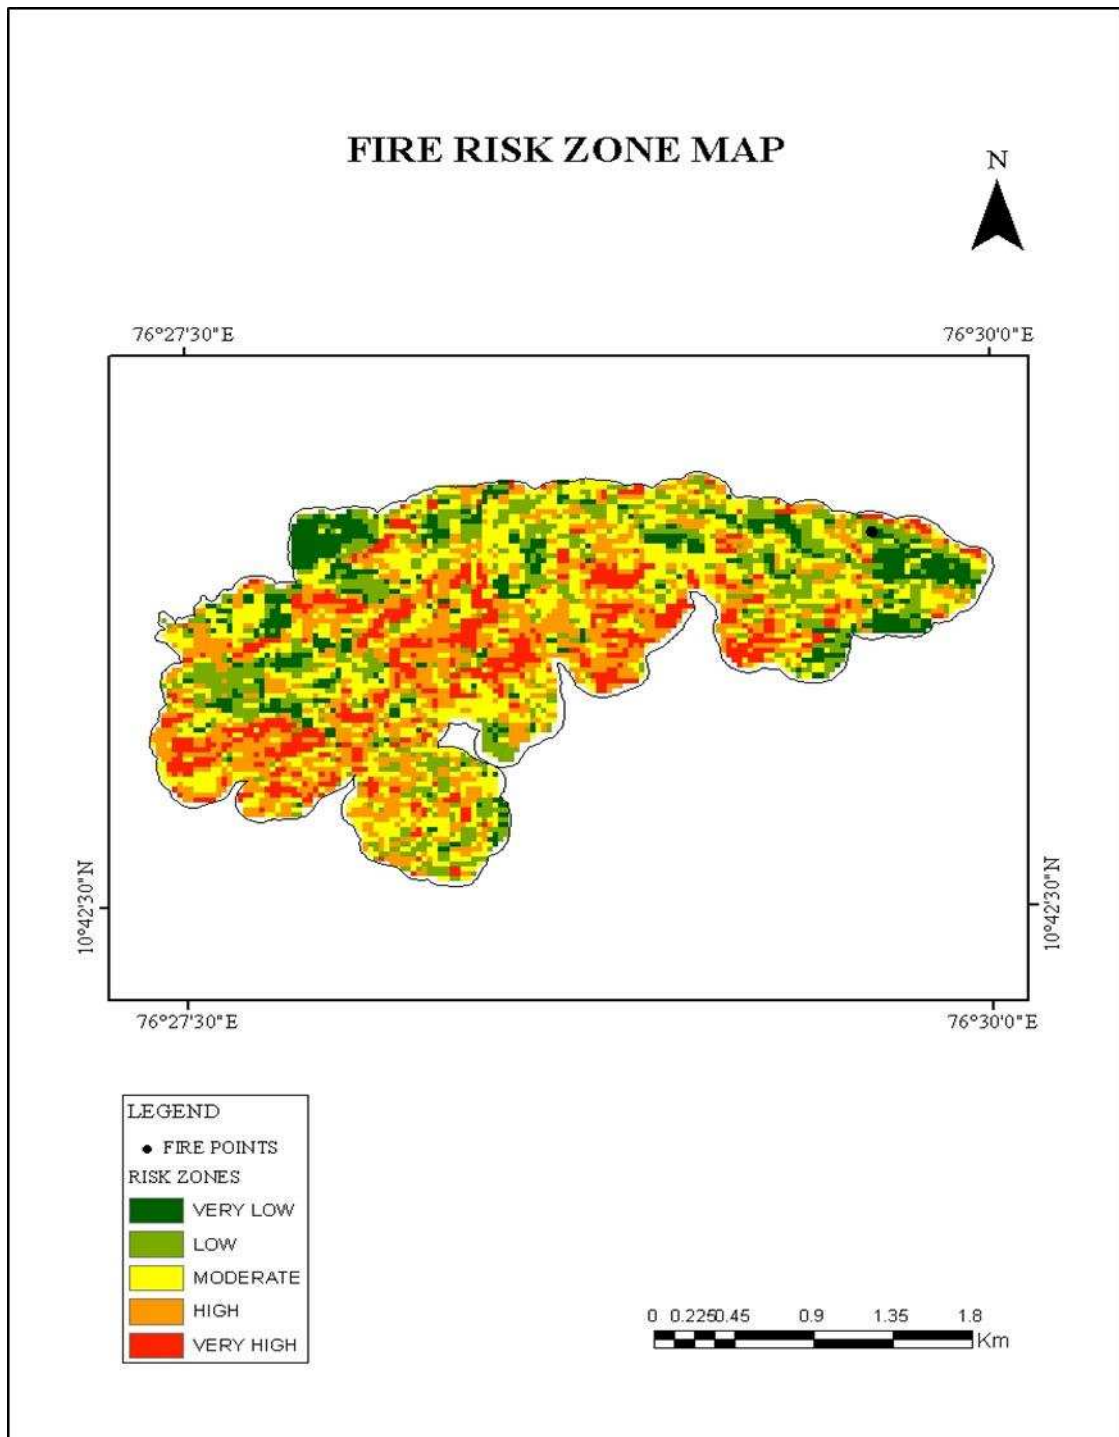 FIRE RISK ZONE MAP
N
76°27'30"E
76°30'0"E
10°42'30"N
10°42'30"N
76°27'30"E
76°30'0"E
LEGEND
FIRE POINTS
RISK ZONES
VERY LOW
LOW
MODERATE
HIGH
VERY HIGH
0 0.225 0.45 0.9 1.35 1.8
Km